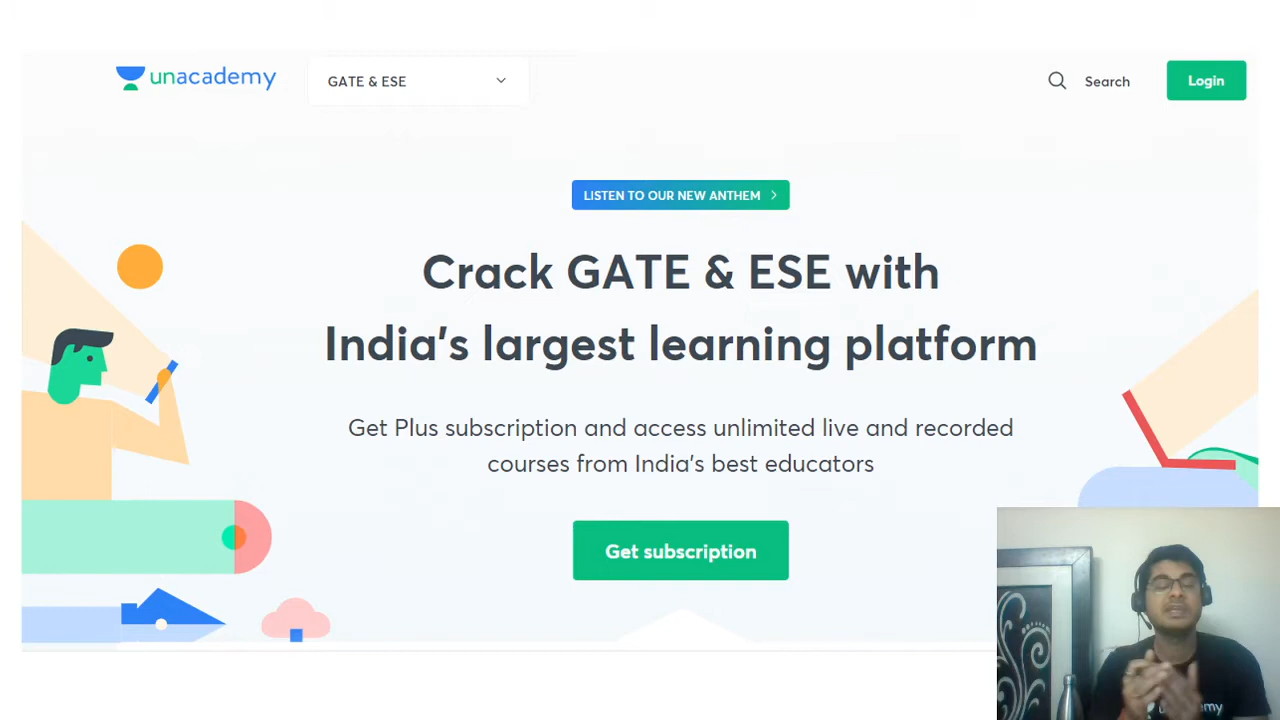 unacademy
GATE & ESE
Search
Login
LISTEN TO OUR NEW ANTHEM
Crack GATE & ESE with
India's largest learning platform
Get Plus subscription and access unlimited live and recorded
courses from India's best educators
Get subscription